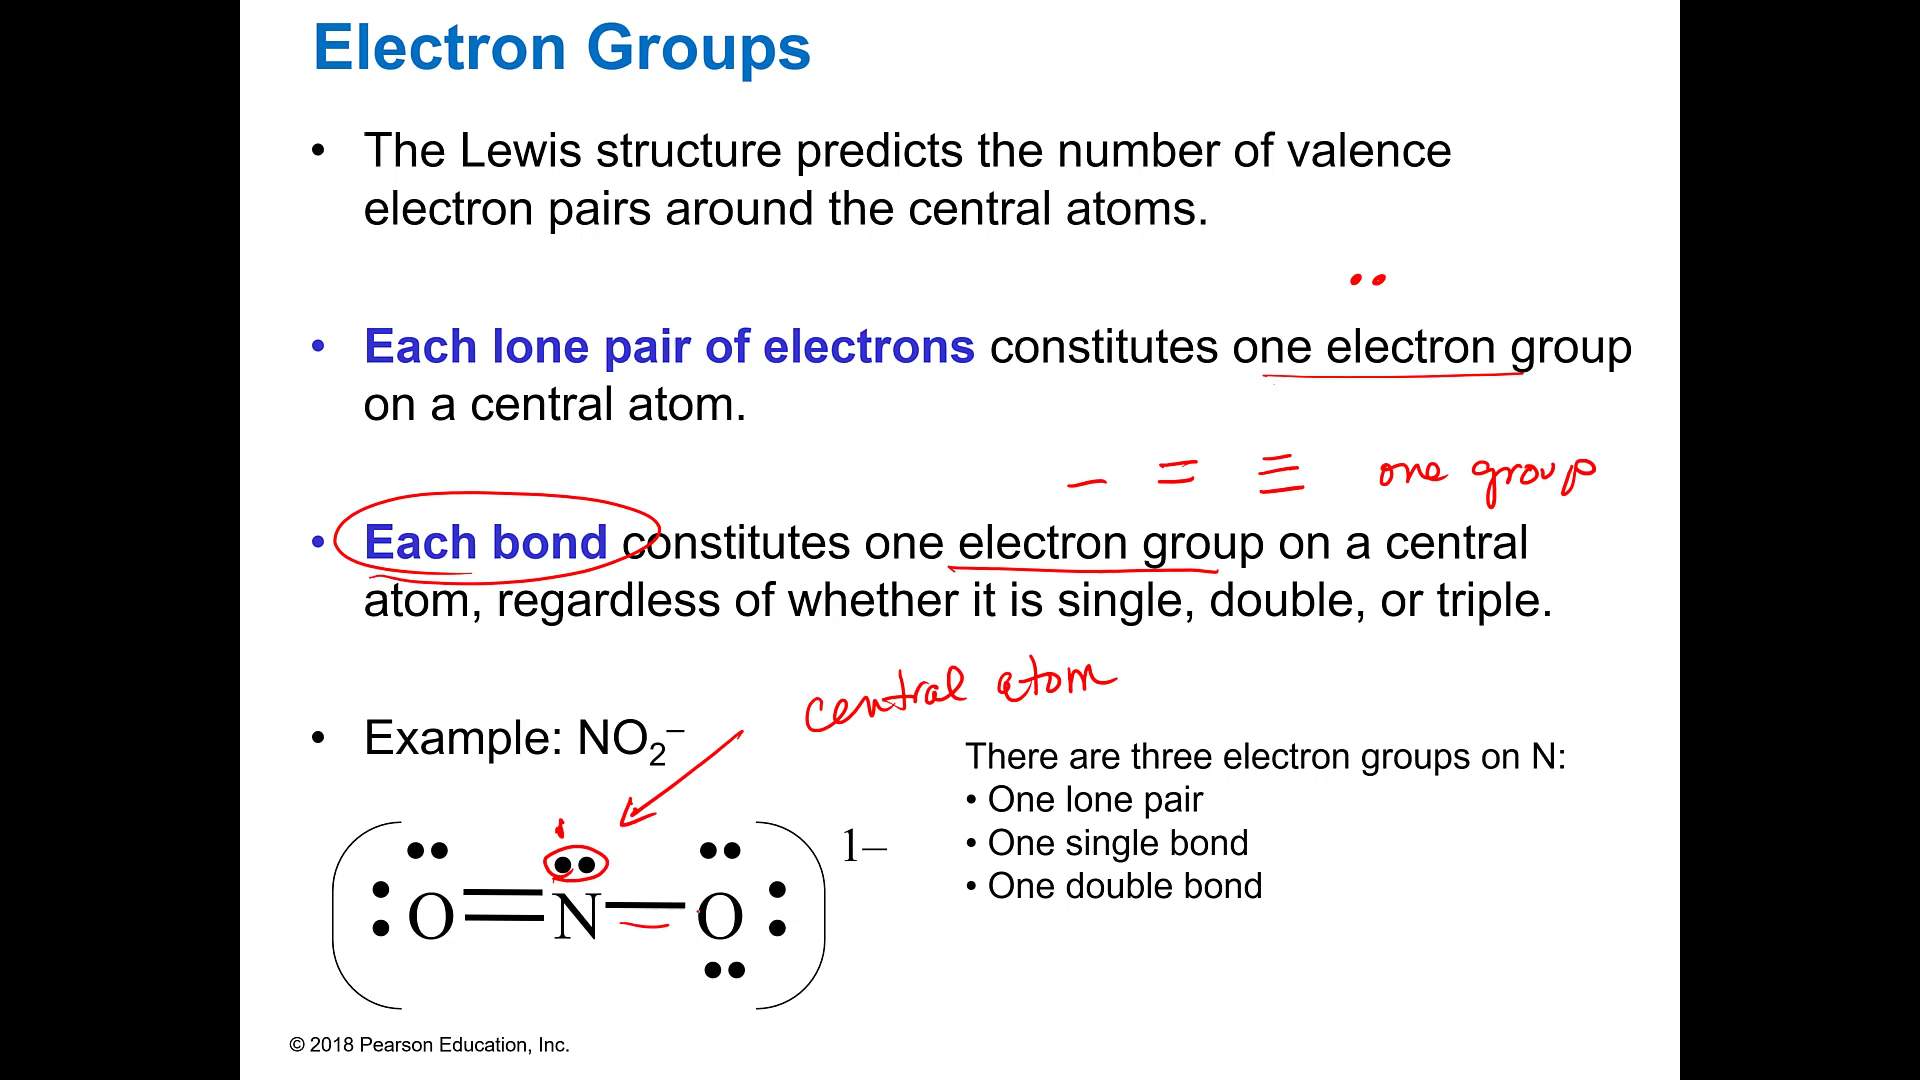 Electron Groups
• The Lewis structure predicts the number of valence
electron pairs around the central atoms.
• Each lone pair of electrons constitutes one electron group
on a central atom.
one group
• Each bond constitutes one electron group on a central
atom, regardless of whether it is single, double, or triple.
central atom
• Example: NO₂⁻
There are three electron groups on N:
• One lone pair
• One single bond
• One double bond
1–
O N O
© 2018 Pearson Education, Inc.